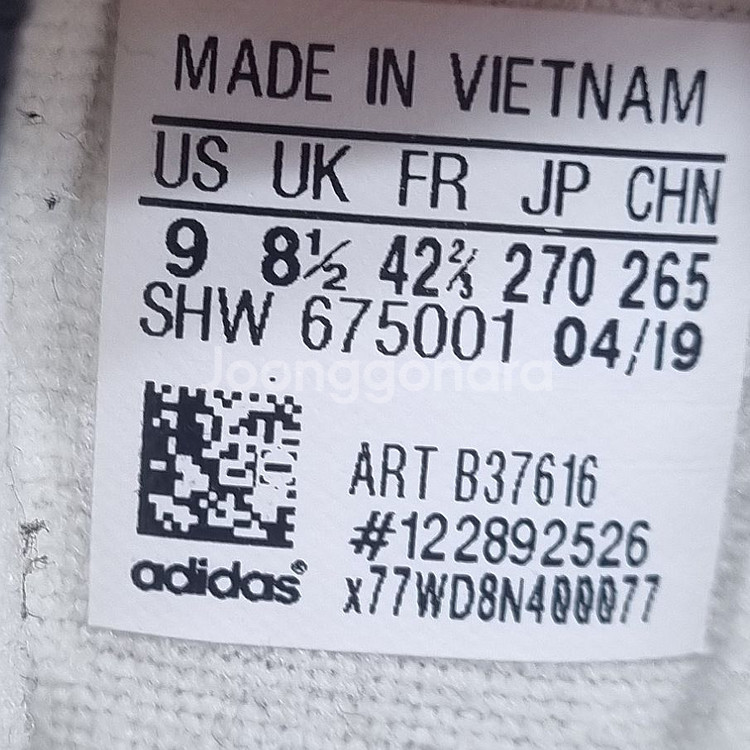 MADE IN VIETNAM
US UK FR JP CHN
9 8½ 42⅔ 270 265
SHW 675001 04/19
Joonggonara
ART B37616
#122892526
adidas®
x77WD8N400077